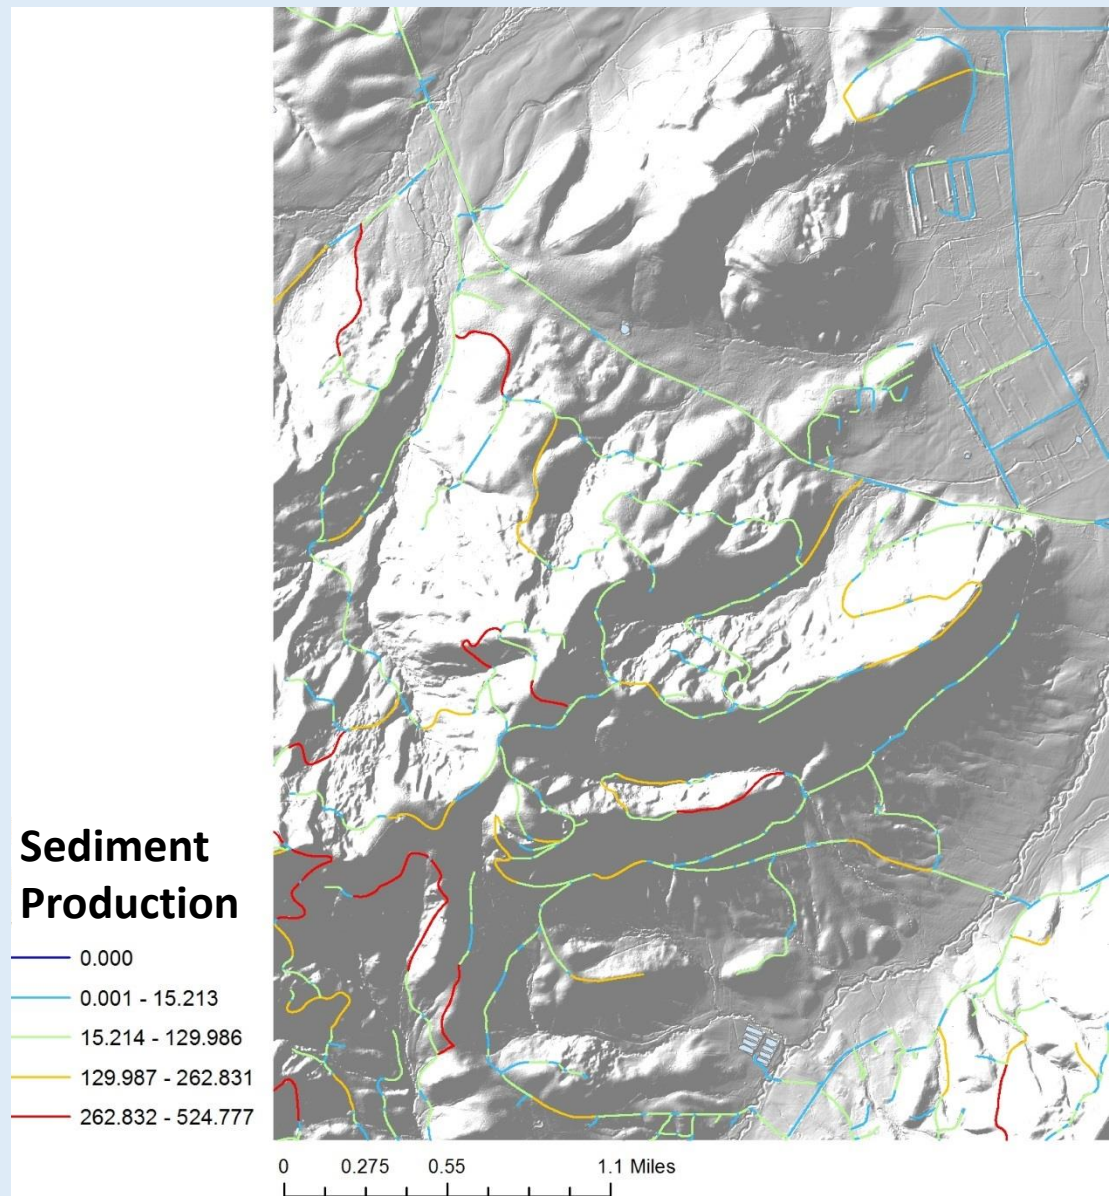 Sediment
Production
0.000
0.001 - 15.213
15.214 - 129.986
129.987 - 262.831
262.832 - 524.777
0 0.275 0.55 1.1 Miles